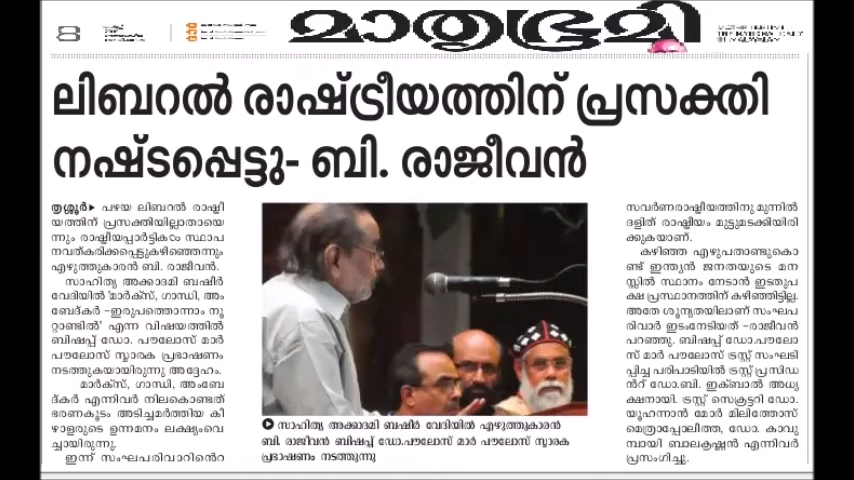 8
മാതൃഭൂമി
ലിബറൽ രാഷ്ട്രീയത്തിന് പ്രസക്തി
നഷ്ടപ്പെട്ടു- ബി. രാജീവൻ
തൃശ്ശൂർ▸ പഴയ ലിബറൽ രാഷ്ട്രീ
യത്തിന് പ്രസക്തിയില്ലാതായെ
ന്നും രാഷ്ട്രീയപ്പാർട്ടികൾ സ്ഥാപ
നവത്കരിക്കപ്പെട്ടുകഴിഞ്ഞെന്നും
എഴുത്തുകാരൻ ബി. രാജീവൻ.
സാഹിത്യ അക്കാദമി ബഷീർ
വേദിയിൽ 'മാർക്സ്, ഗാന്ധി, അം
ബേദ്കർ -ഇരുപത്തൊന്നാം നൂ
റ്റാണ്ടിൽ' എന്ന വിഷയത്തിൽ
ബിഷപ്പ് ഡോ. പൗലോസ് മാർ
പൗലോസ് സ്മാരക പ്രഭാഷണം
നടത്തുകയായിരുന്നു അദ്ദേഹം.
മാർക്സ്, ഗാന്ധി, അംബേ
ദ്കർ എന്നിവർ നിലകൊണ്ടത്
ഭരണകൂടം അടിച്ചമർത്തിയ കീ
ഴാളരുടെ ഉന്നമനം ലക്ഷ്യംവെ
ച്ചായിരുന്നു.
ഇന്ന് സംഘപരിവാറിന്റെ
സാഹിത്യ അക്കാദമി ബഷീർ വേദിയിൽ എഴുത്തുകാരൻ
ബി. രാജീവൻ ബിഷപ്പ് ഡോ.പൗലോസ് മാർ പൗലോസ് സ്മാരക
പ്രഭാഷണം നടത്തുന്നു
സവർണരാഷ്ട്രീയത്തിനു മുന്നിൽ
ദളിത് രാഷ്ട്രീയം മുട്ടുമടക്കിയിരി
ക്കുകയാണ്.
കഴിഞ്ഞ എഴുപതാണ്ടുകൊ
ണ്ട് ഇന്ത്യൻ ജനതയുടെ മന
സ്സിൽ സ്ഥാനം നേടാൻ ഇടതുപ
ക്ഷ പ്രസ്ഥാനത്തിന് കഴിഞ്ഞിട്ടില്ല.
അതേ ശൂന്യതയിലാണ് സംഘപ
രിവാർ ഇടംനേടിയത് -രാജീവൻ
പറഞ്ഞു. ബിഷപ്പ് ഡോ.പൗലോ
സ് മാർ പൗലോസ് ട്രസ്റ്റ് സംഘടി
പ്പിച്ച പരിപാടിയിൽ ട്രസ്റ്റ് പ്രസിഡ
ന്റ് ഡോ.ബി. ഇക്ബാൽ അധ്യ
ക്ഷനായി. ട്രസ്റ്റ് സെക്രട്ടറി ഡോ.
യൂഹന്നാൻ മോർ മിലിത്തോസ്
മെത്രാപ്പോലീത്ത, ഡോ. കാവു
മ്പായി ബാലകൃഷ്ണൻ എന്നിവർ
പ്രസംഗിച്ചു.